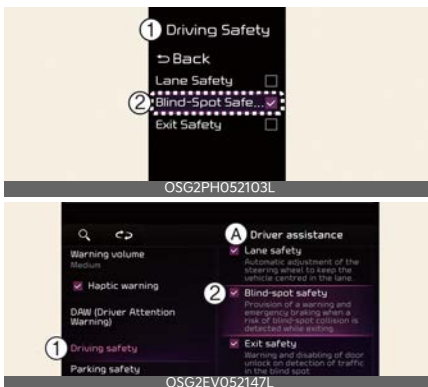 ① Driving Safety
⮌ Back
Lane Safety
② Blind-Spot Safe...
Exit Safety
OSG2PH052103L
Ⓐ Driver assistance
Warning volume
Medium
Haptic warning
DAW (Driver Attention
Warning)
① Driving safety
Parking safety
Lane safety
Automatic adjustment of the
steering wheel to keep the
vehicle centred in the lane.
② Blind-spot safety
Provision of a warning and
emergency braking when a
risk of blind-spot collision is
detected while exiting.
Exit safety
Warning and disabling of door
unlock on detection of traffic
in the blind spot
OSG2EV052147L